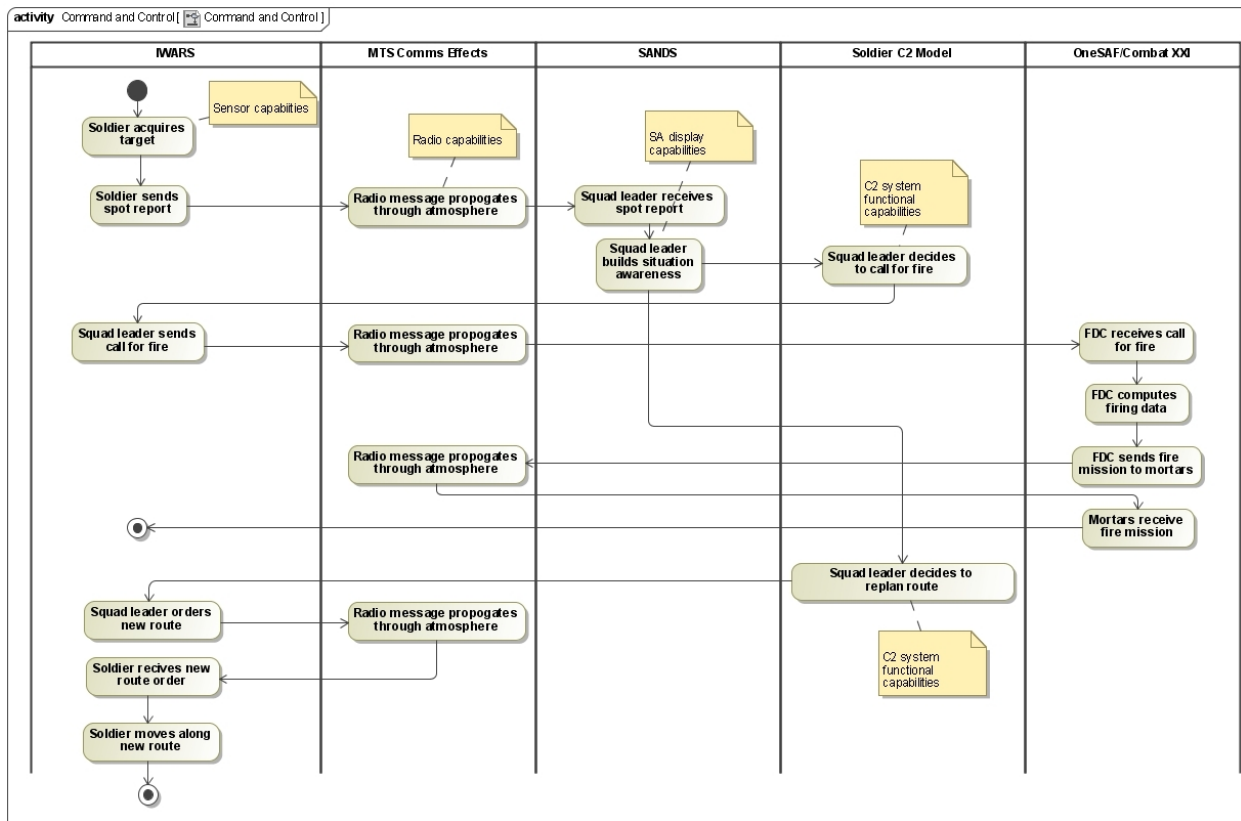 activity Command and Control [ Command and Control ]
IWARS
MTS Comms Effects
SANDS
Soldier C2 Model
OneSAF/Combat XXI
Sensor capabiities
Soldier acquires
target
Radio capabilities
SA display
capabilities
C2 system
functional
capabilities
Soldier sends
spot report
Radio message propogates
through atmosphere
Squad leader receives
spot report
Squad leader
builds situation
awareness
Squad leader decides
to call for fire
Squad leader sends
call for fire
Radio message propogates
through atmosphere
FDC receives call
for fire
FDC computes
firing data
Radio message propogates
through atmosphere
FDC sends fire
mission to mortars
Mortars receive
fire mission
Squad leader decides to
replan route
Squad leader orders
new route
Radio message propogates
through atmosphere
C2 system
functional
capabilities
Soldier recives new
route order
Soldier moves along
new route